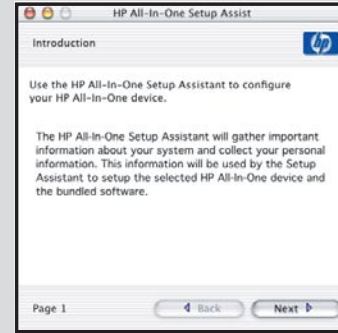 HP All-In-One Setup Assist
Introduction
hp
Use the HP All-In-One Setup Assistant to configure
your HP All-In-One device.
The HP All-In-One Setup Assistant will gather important
information about your system and collect your personal
information. This information will be used by the Setup
Assistant to setup the selected HP All-In-One device and
the bundled software.
Page 1
Back
Next